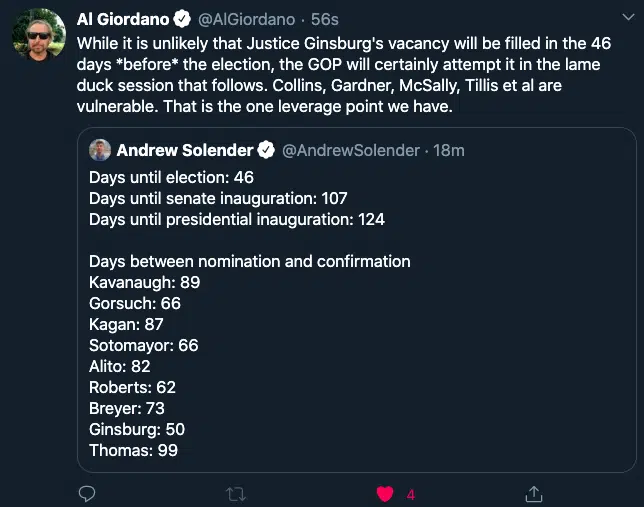 Al Giordano @AlGiordano · 56s
While it is unlikely that Justice Ginsburg's vacancy will be filled in the 46
days *before* the election, the GOP will certainly attempt it in the lame
duck session that follows. Collins, Gardner, McSally, Tillis et al are
vulnerable. That is the one leverage point we have.
Andrew Solender @AndrewSolender · 18m
Days until election: 46
Days until senate inauguration: 107
Days until presidential inauguration: 124
Days between nomination and confirmation
Kavanaugh: 89
Gorsuch: 66
Kagan: 87
Sotomayor: 66
Alito: 82
Roberts: 62
Breyer: 73
Ginsburg: 50
Thomas: 99
4